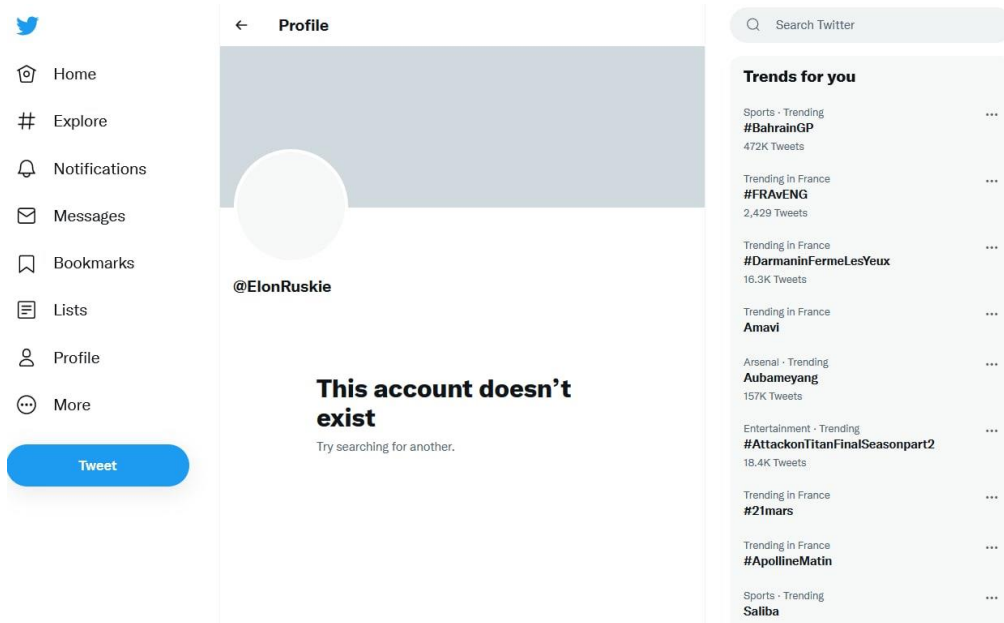 Home
Explore
Notifications
Messages
Bookmarks
Lists
Profile
More
Tweet
Profile
@ElonRuskie
This account doesn’t
exist
Try searching for another.
Search Twitter
Trends for you
Sports · Trending
#BahrainGP
472K Tweets
Trending in France
#FRAvENG
2,429 Tweets
Trending in France
#DarmaninFermeLesYeux
16.3K Tweets
Trending in France
Amavi
Arsenal · Trending
Aubameyang
157K Tweets
Entertainment · Trending
#AttackonTitanFinalSeasonpart2
18.4K Tweets
Trending in France
#21mars
Trending in France
#ApollineMatin
Sports · Trending
Saliba